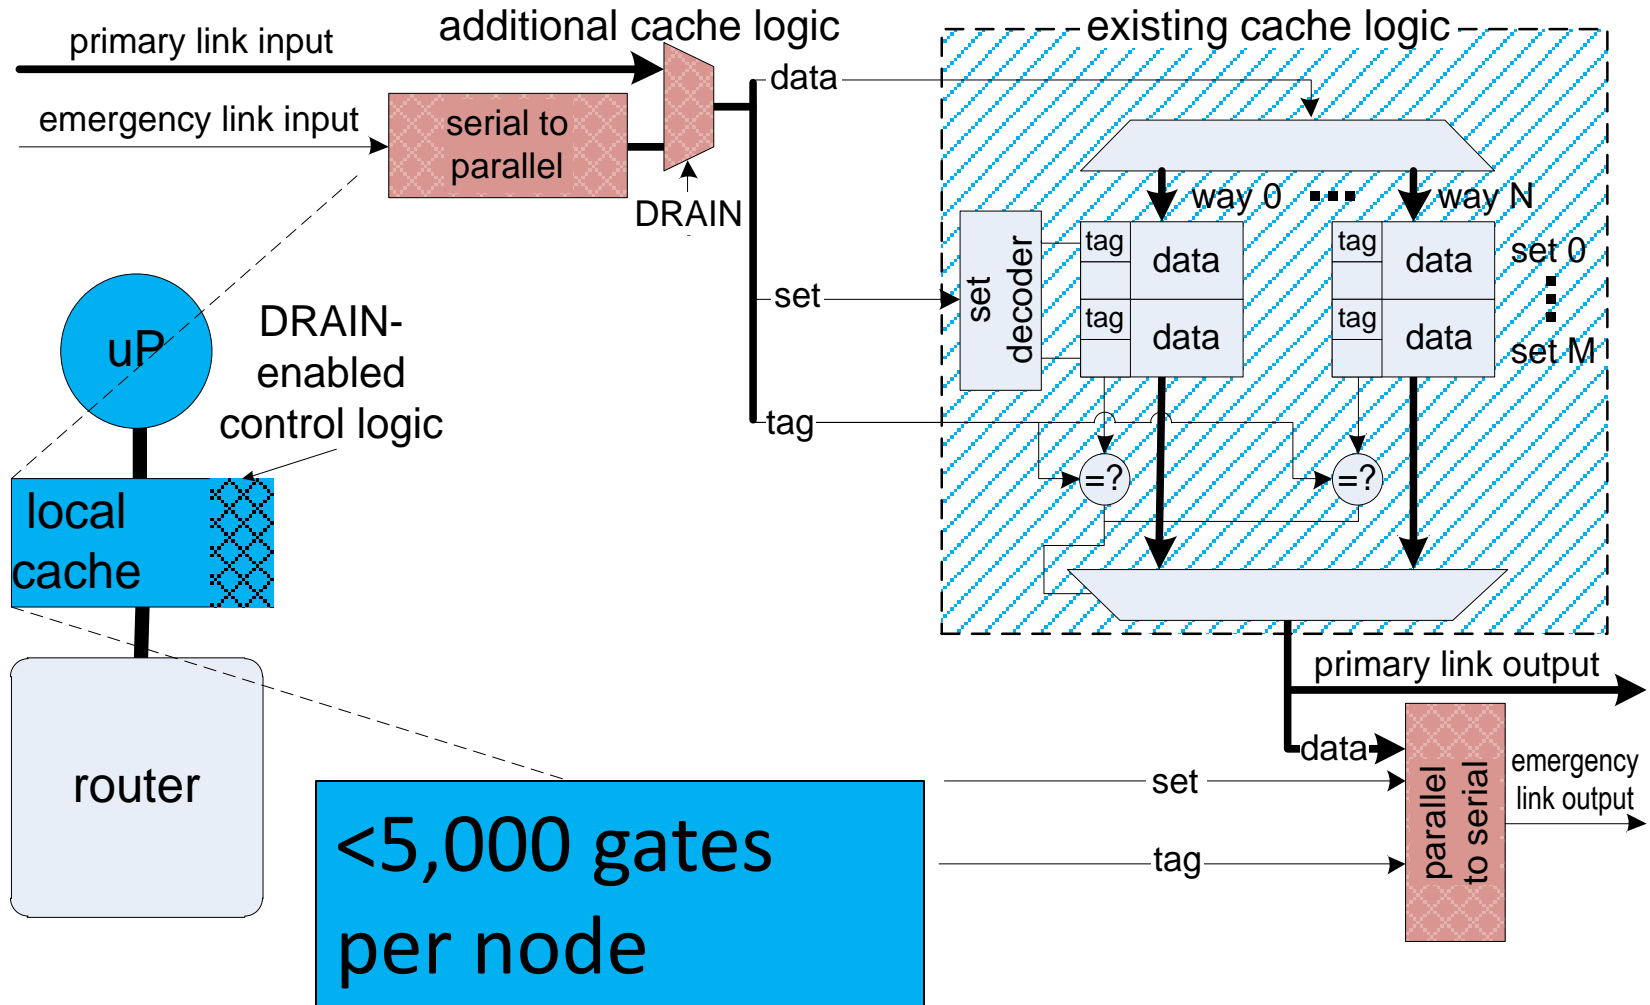 additional cache logic
existing cache logic
primary link input
emergency link input
serial to
parallel
DRAIN
data
way 0
way N
tag
data
tag
data
set 0
set
set
decoder
tag
data
tag
data
set M
tag
=?
=?
uP
DRAIN-
enabled
control logic
local
cache
router
primary link output
data
set
tag
parallel
to serial
emergency
link output
<5,000 gates
per node